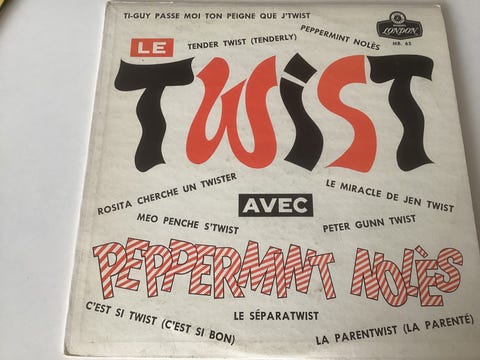 TI-GUY PASSE MOI TON PEIGNE QUE J'TWIST
LONDON
MB. 63
PEPPERMINT NOLËS
LE
TENDER TWIST (TENDERLY)
TWiST
ROSITA CHERCHE UN TWISTER
LE MIRACLE DE JEN TWIST
AVEC
MEO PENCHE S'TWIST
PETER GUNN TWIST
PEPPERMINT NOLËS
C'EST SI TWIST (C'EST SI BON)
LE SÉPARATWIST
LA PARENTWIST (LA PARENTÉ)